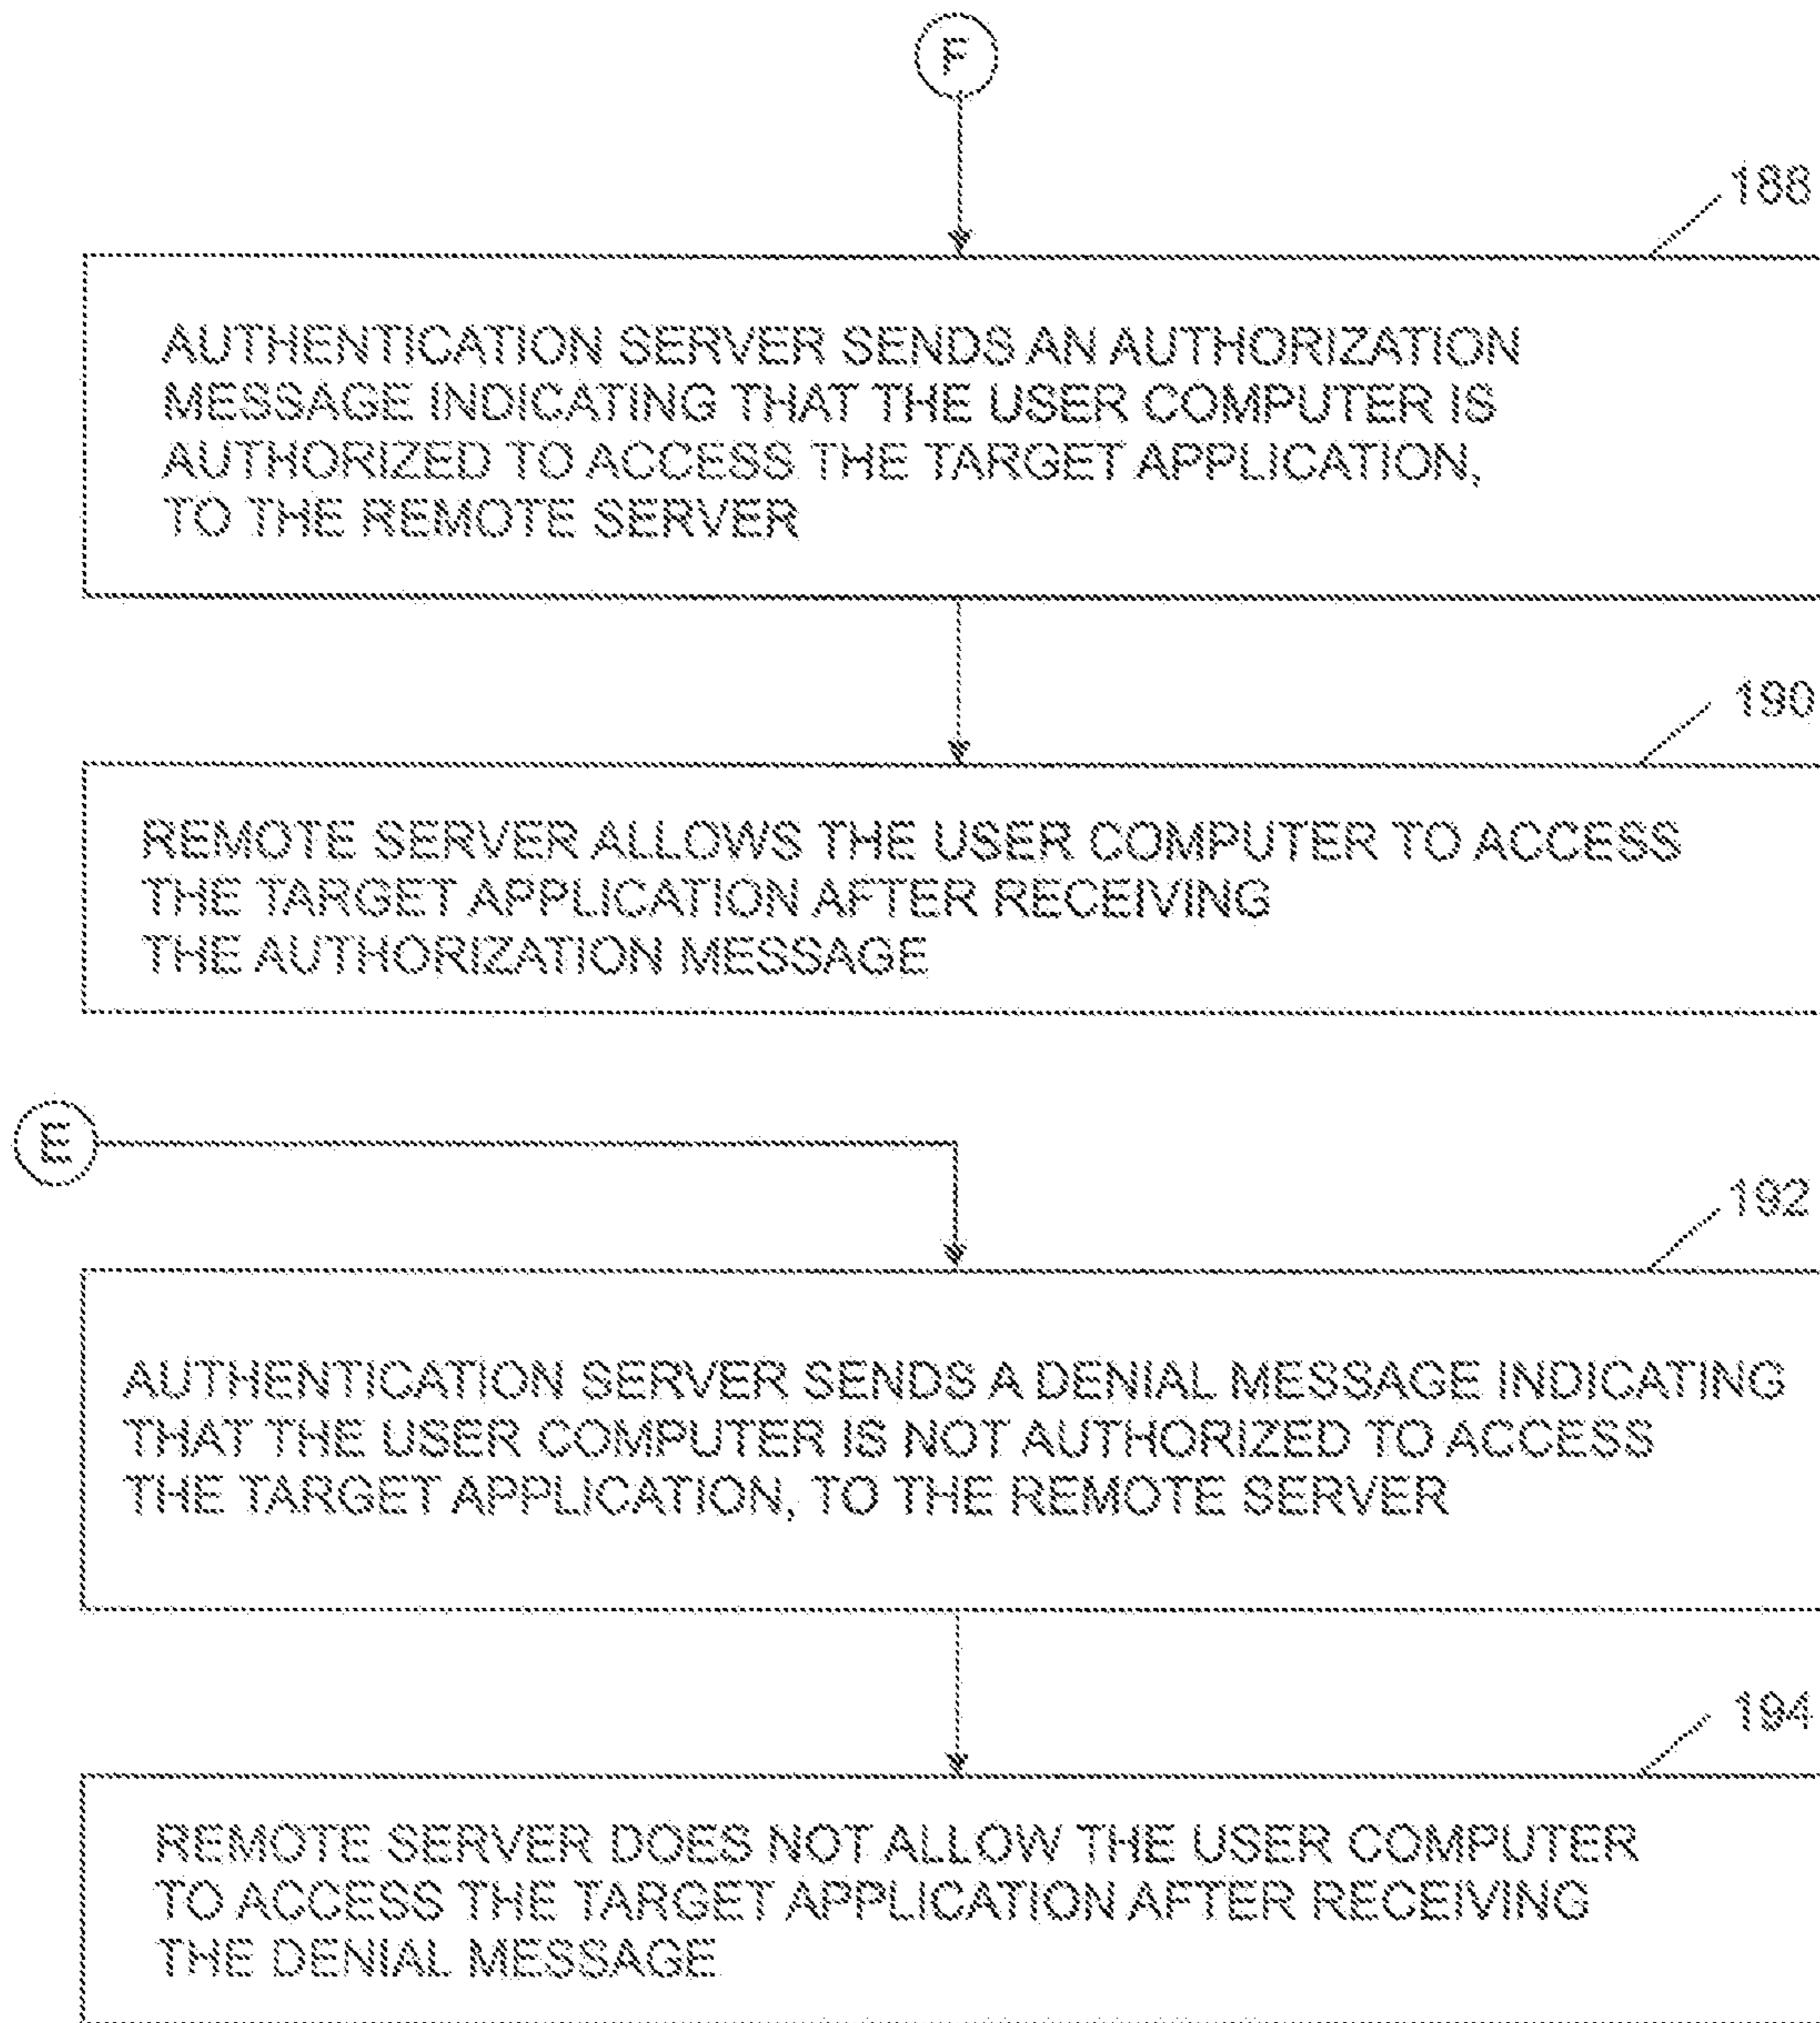 F
188
AUTHENTICATION SERVER SENDS AN AUTHORIZATION
MESSAGE INDICATING THAT THE USER COMPUTER IS
AUTHORIZED TO ACCESS THE TARGET APPLICATION,
TO THE REMOTE SERVER
190
REMOTE SERVER ALLOWS THE USER COMPUTER TO ACCESS
THE TARGET APPLICATION AFTER RECEIVING
THE AUTHORIZATION MESSAGE
E
192
AUTHENTICATION SERVER SENDS A DENIAL MESSAGE INDICATING
THAT THE USER COMPUTER IS NOT AUTHORIZED TO ACCESS
THE TARGET APPLICATION, TO THE REMOTE SERVER
194
REMOTE SERVER DOES NOT ALLOW THE USER COMPUTER
TO ACCESS THE TARGET APPLICATION AFTER RECEIVING
THE DENIAL MESSAGE